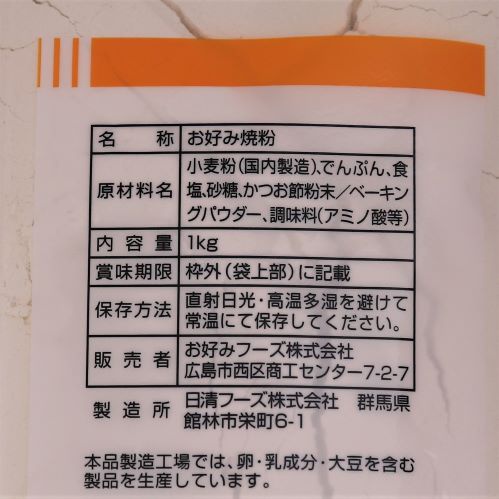 名称 お好み焼粉
原材料名 小麦粉(国内製造)、でんぷん、食
塩、砂糖、かつお節粉末／ベーキン
グパウダー、調味料(アミノ酸等)
内容量 1kg
賞味期限 枠外(袋上部)に記載
保存方法 直射日光・高温多湿を避けて
常温にて保存してください。
販売者 お好みフーズ株式会社
広島市西区商工センター7-2-7
製造所 日清フーズ株式会社 群馬県
館林市栄町6-1
本品製造工場では、卵・乳成分・大豆を含む
製品を生産しています。